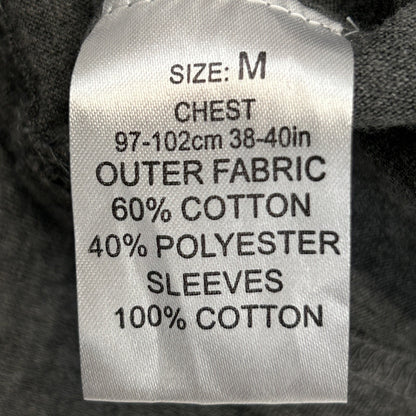 SIZE: M
CHEST
97-102cm 38-40in
OUTER FABRIC
60% COTTON
40% POLYESTER
SLEEVES
100% COTTON